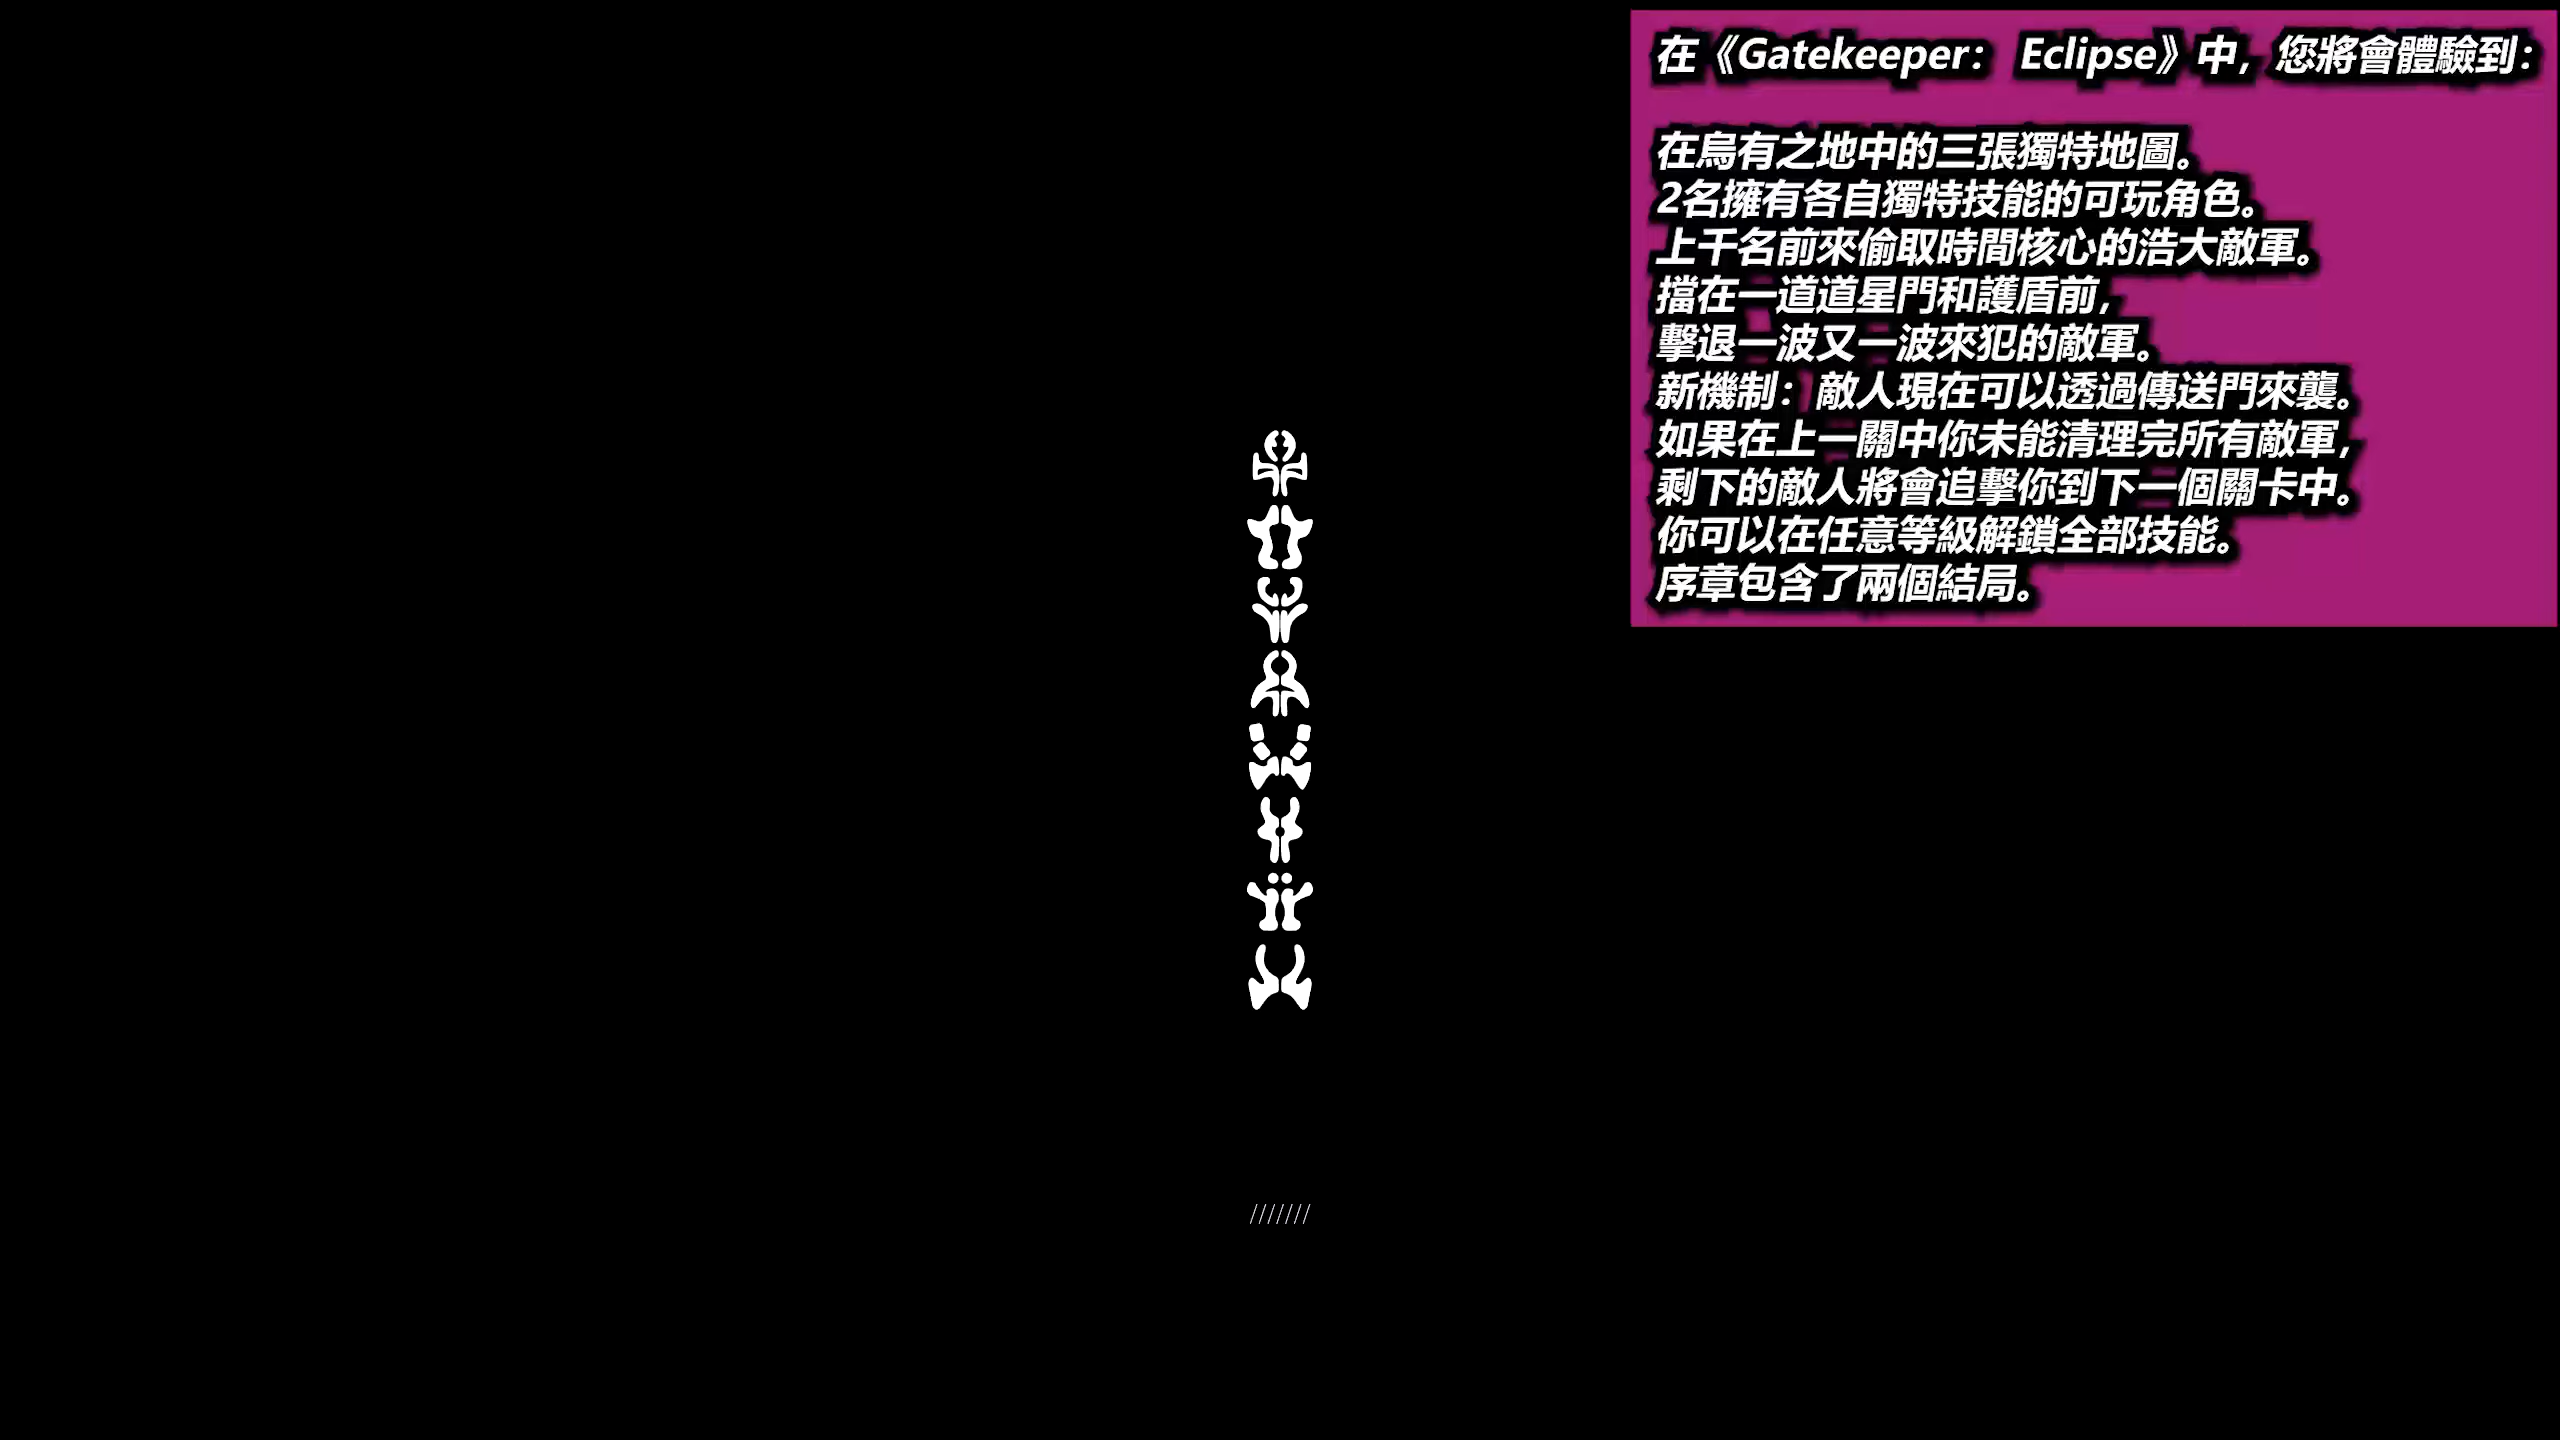 在《Gatekeeper： Eclipse》中，您將會體驗到：
在烏有之地中的三張獨特地圖。
2名擁有各自獨特技能的可玩角色。
上千名前來偷取時間核心的浩大敵軍。
擋在一道道星門和護盾前，
擊退一波又一波來犯的敵軍。
新機制：敵人現在可以透過傳送門來襲。
如果在上一關中你未能清理完所有敵軍，
剩下的敵人將會追擊你到下一個關卡中。
你可以在任意等級解鎖全部技能。
序章包含了兩個結局。
///////